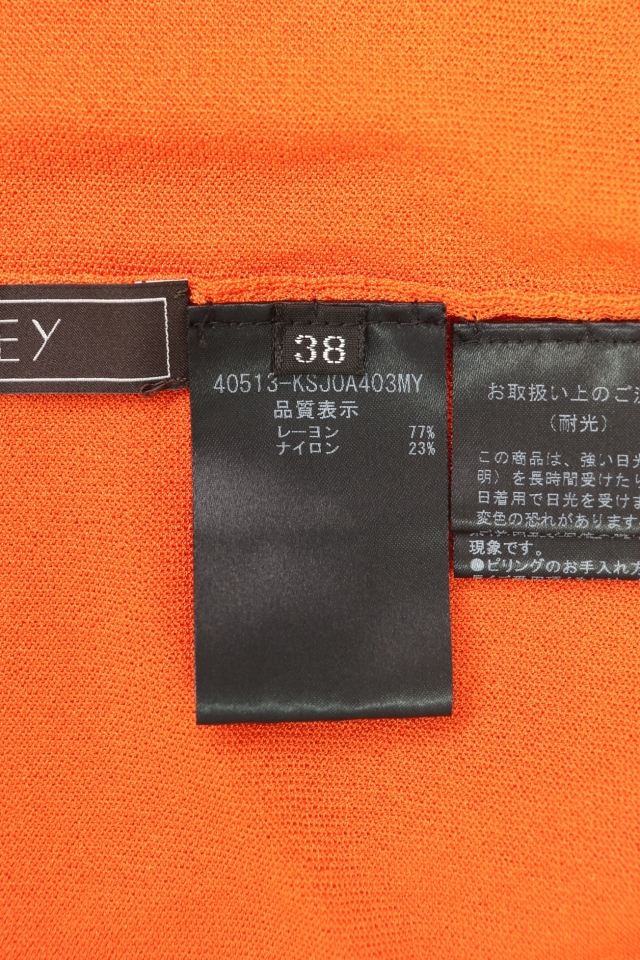 EY
38
40513-KSJOA403MY
品質表示
レーヨン 77%
ナイロン 23%
お取扱い上のご注
（耐光）
この商品は、強い日光
明）を長時間受けたり
日着用で日光を受けま
変色の恐れがあります
現象です。
●ピリングのお手入れ方